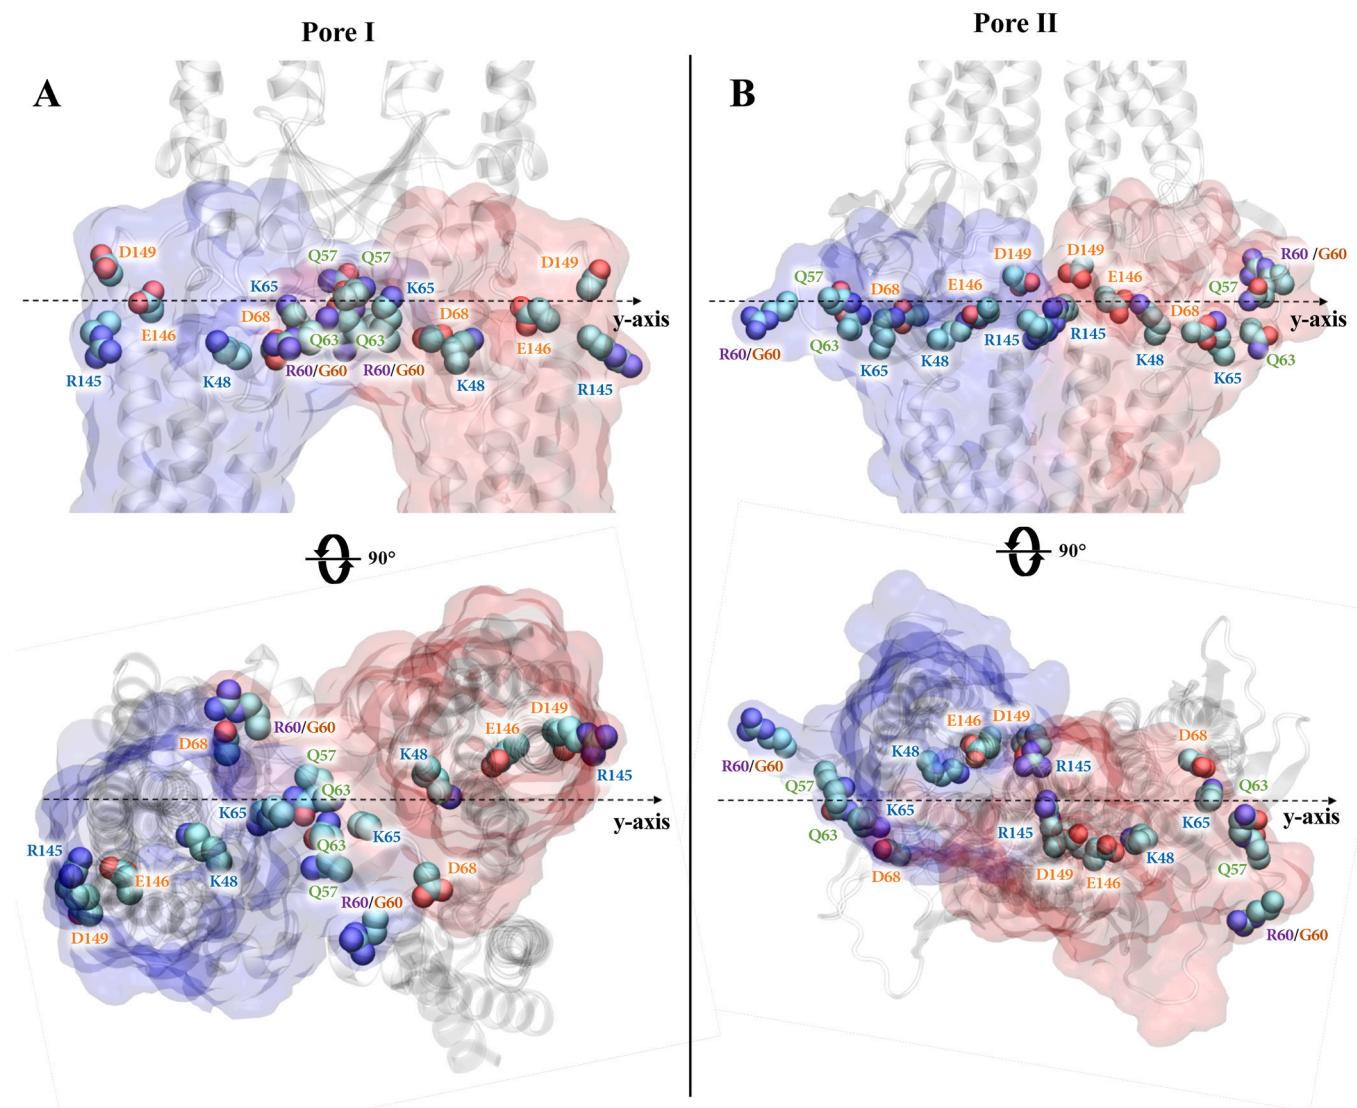 Pore I
Pore II
A
D149
Q57
Q57
D149
K65
K65
y-axis
D68
D68
E146
Q63
Q63
E146
R145
K48
R60/G60
R60/G60
K48
R145
B
D149
D149
R60 /G60
Q57
E146
E146
Q57
D68
D68
y-axis
R60/G60
Q63
K65
K48
R145
R145
K48
K65
Q63
90°
D149
R60/G60
E146
D68
Q57
K48
R145
Q63
K65
K65
y-axis
R145
Q63
E146
K48
Q57
D68
R60/G60
D149
90°
E146
D149
D68
K48
R60/G60
R145
Q57
Q63
K65
K65
y-axis
Q63
R145
K48
D68
D149
E146
Q57
R60/G60